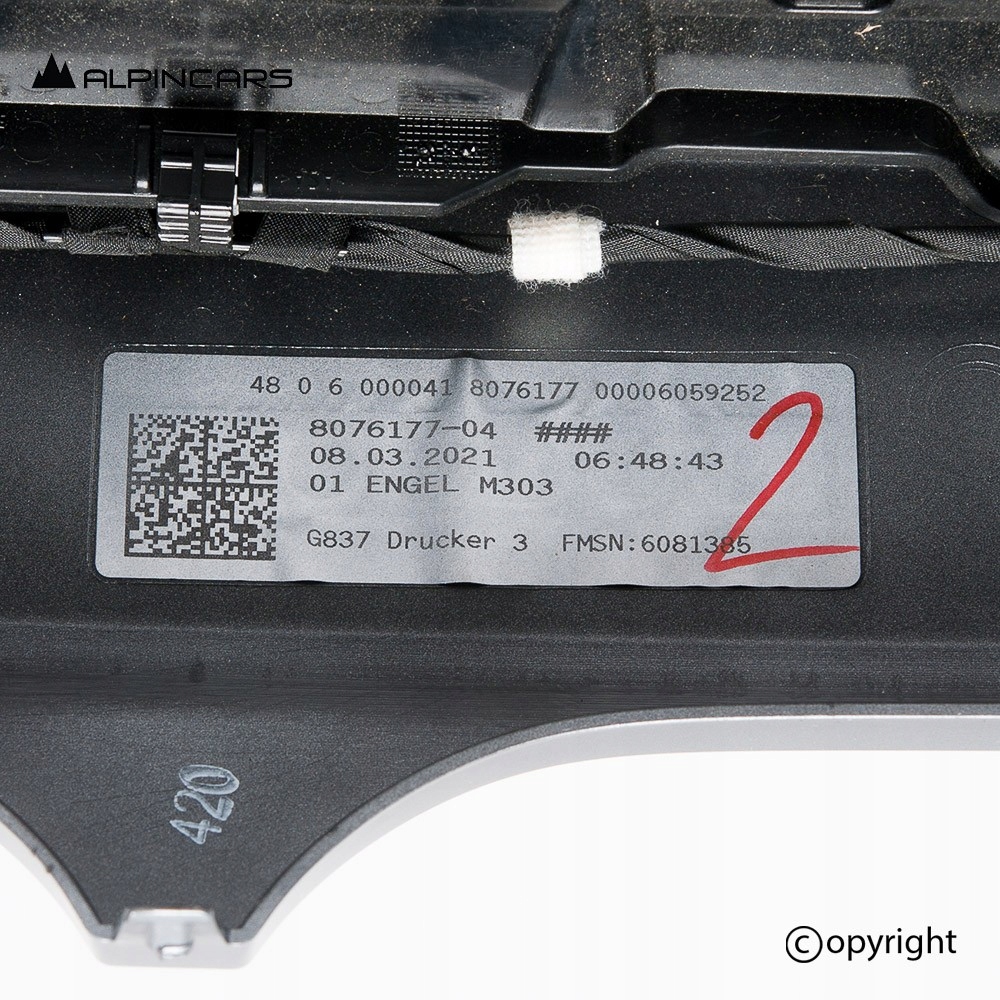 ALPINCARS
48 0 6 000041 8076177 00006059252
8076177-04 ####
08.03.2021 06:48:43
01 ENGEL M303
G837 Drucker 3 FMSN:6081385
2
420
©opyright